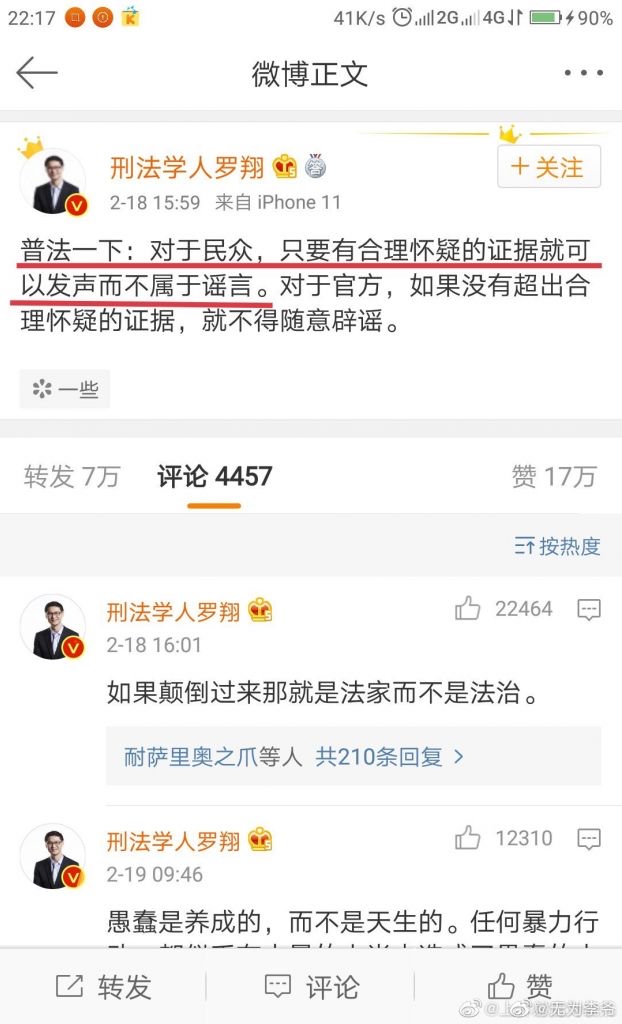 22:17 41K/s 2G 4G 90%
微博正文
刑法学人罗翔
+ 关注
2-18 15:59 来自 iPhone 11
普法一下：对于民众，只要有合理怀疑的证据就可
以发声而不属于谣言。对于官方，如果没有超出合
理怀疑的证据，就不得随意辟谣。
一些
转发 7万 评论 4457 赞 17万
按热度
刑法学人罗翔 22464
2-18 16:01
如果颠倒过来那就是法家而不是法治。
耐萨里奥之爪等人 共210条回复 >
刑法学人罗翔 12310
2-19 09:46
愚蠢是养成的，而不是天生的。任何暴力行
转发 评论 赞